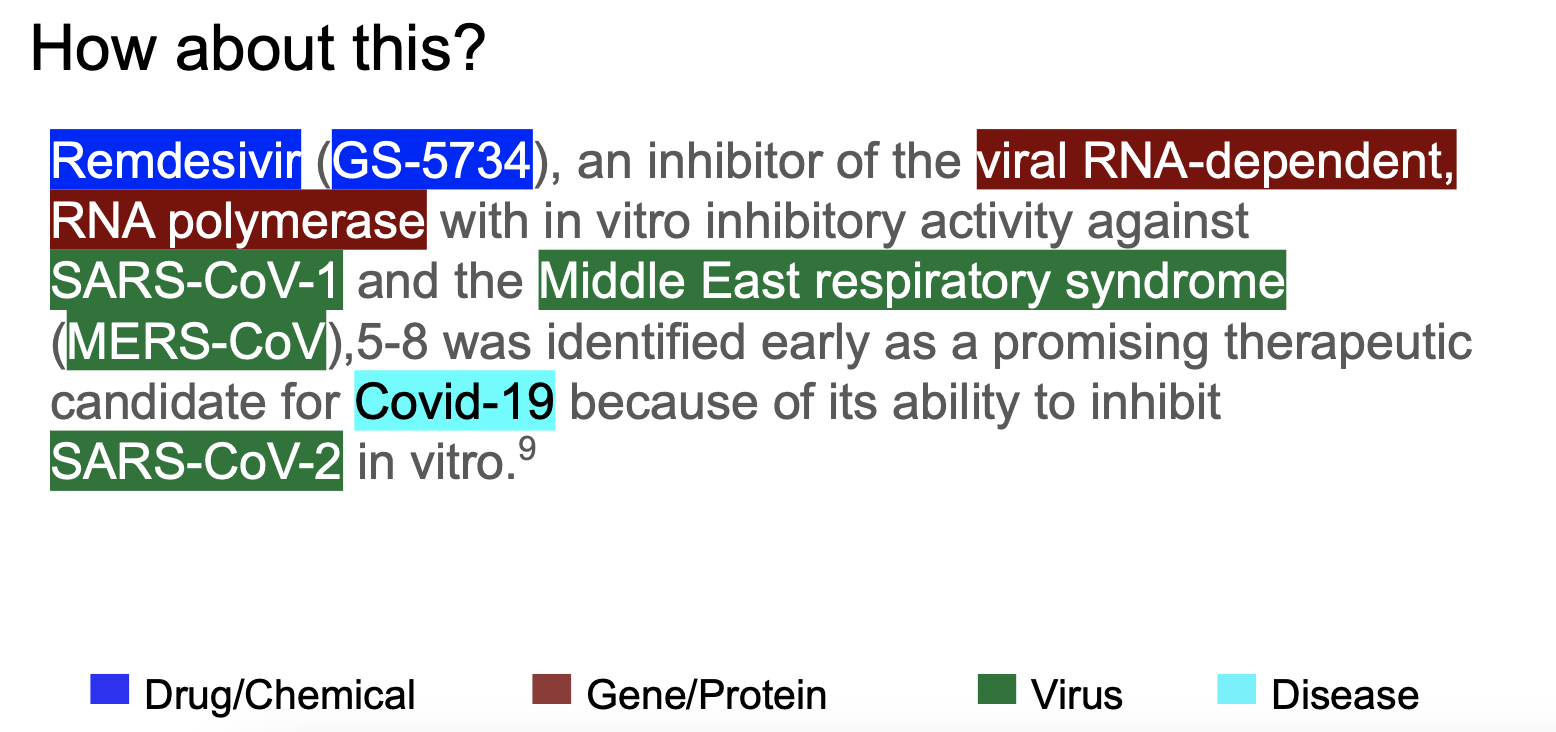 How about this?
Remdesivir (GS-5734), an inhibitor of the viral RNA-dependent,
RNA polymerase with in vitro inhibitory activity against
SARS-CoV-1 and the Middle East respiratory syndrome
(MERS-CoV),5-8 was identified early as a promising therapeutic
candidate for Covid-19 because of its ability to inhibit
SARS-CoV-2 in vitro.⁹
Drug/Chemical Gene/Protein Virus Disease